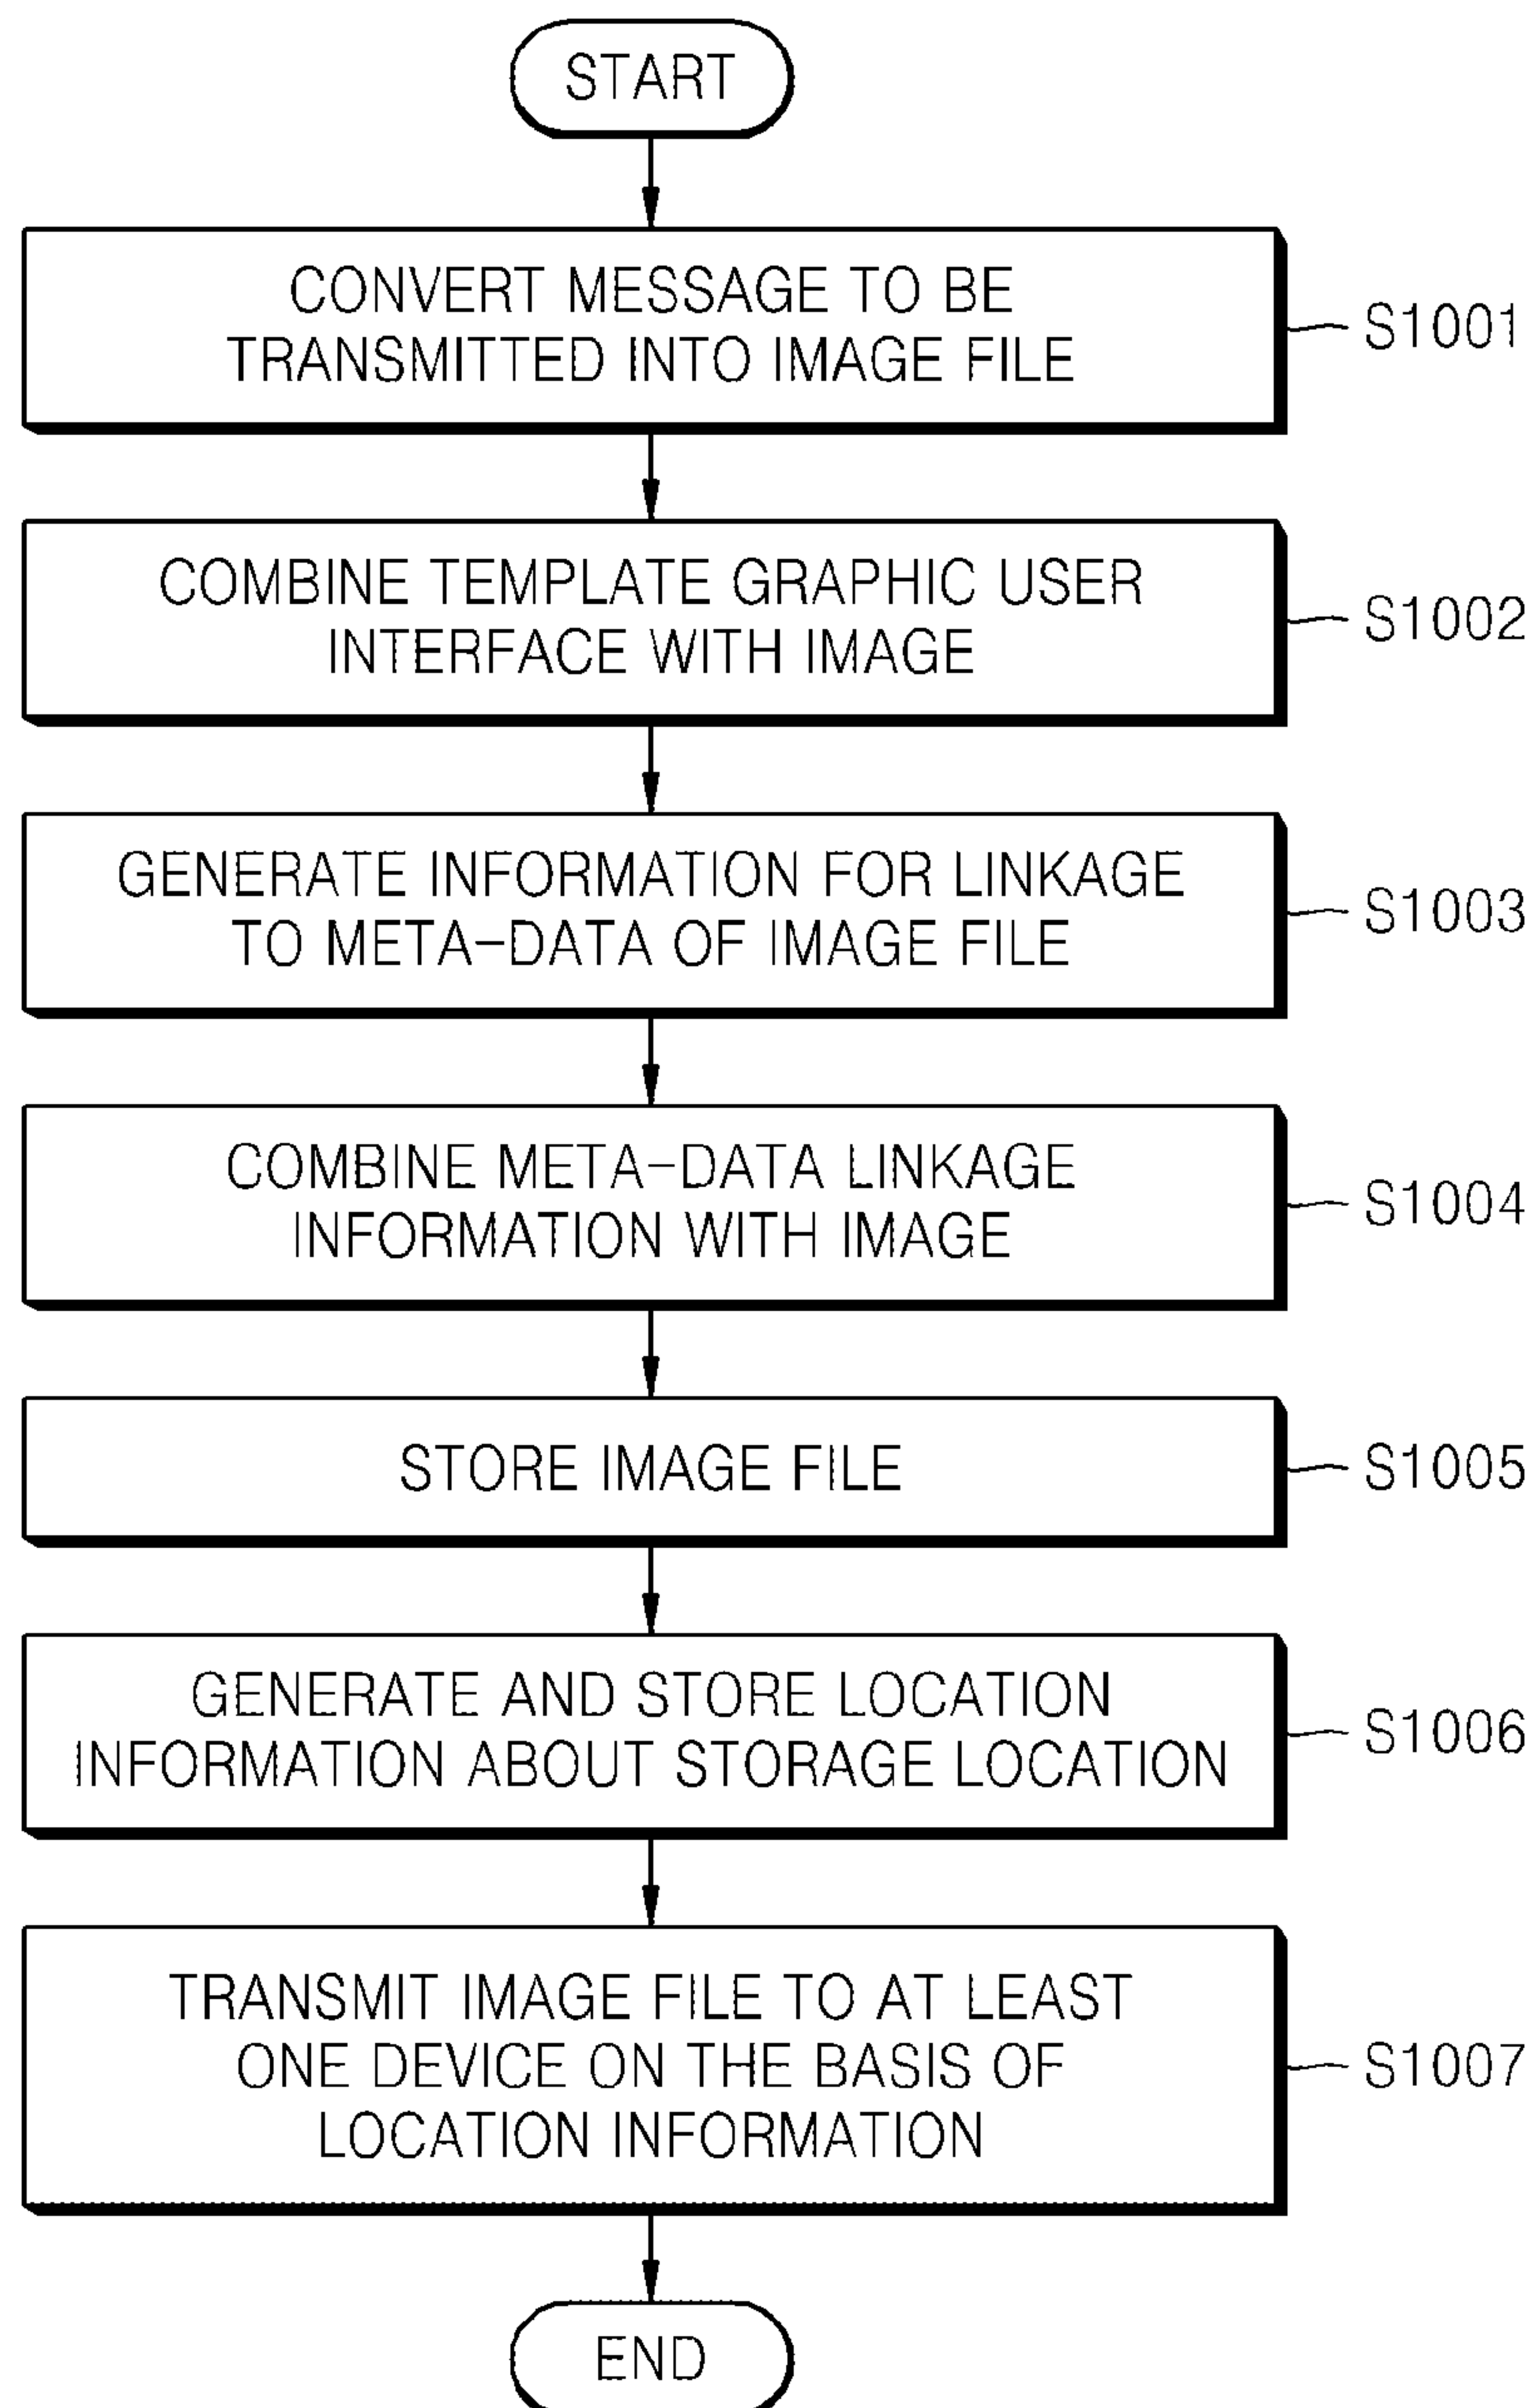 START
CONVERT MESSAGE TO BE
TRANSMITTED INTO IMAGE FILE
S1001
COMBINE TEMPLATE GRAPHIC USER
INTERFACE WITH IMAGE
S1002
GENERATE INFORMATION FOR LINKAGE
TO META-DATA OF IMAGE FILE
S1003
COMBINE META-DATA LINKAGE
INFORMATION WITH IMAGE
S1004
STORE IMAGE FILE
S1005
GENERATE AND STORE LOCATION
INFORMATION ABOUT STORAGE LOCATION
S1006
TRANSMIT IMAGE FILE TO AT LEAST
ONE DEVICE ON THE BASIS OF
LOCATION INFORMATION
S1007
END